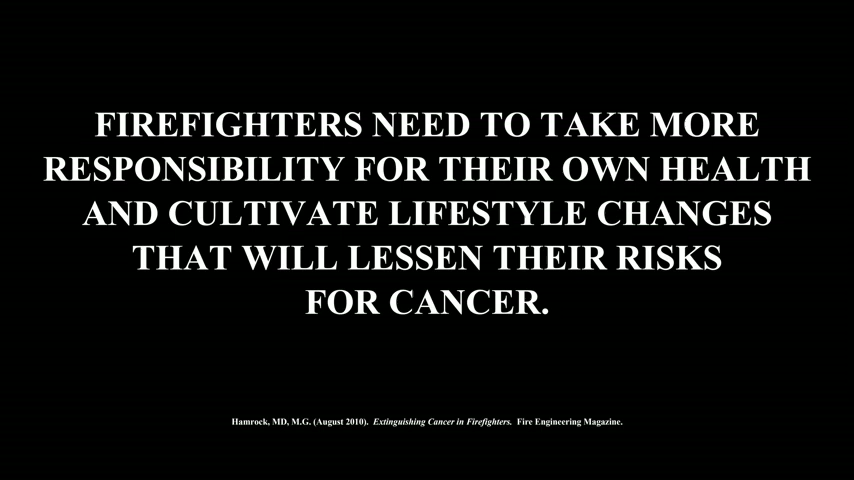 FIREFIGHTERS NEED TO TAKE MORE
RESPONSIBILITY FOR THEIR OWN HEALTH
AND CULTIVATE LIFESTYLE CHANGES
THAT WILL LESSEN THEIR RISKS
FOR CANCER.
Hamrock, MD, M.G. (August 2010). Extinguishing Cancer in Firefighters. Fire Engineering Magazine.